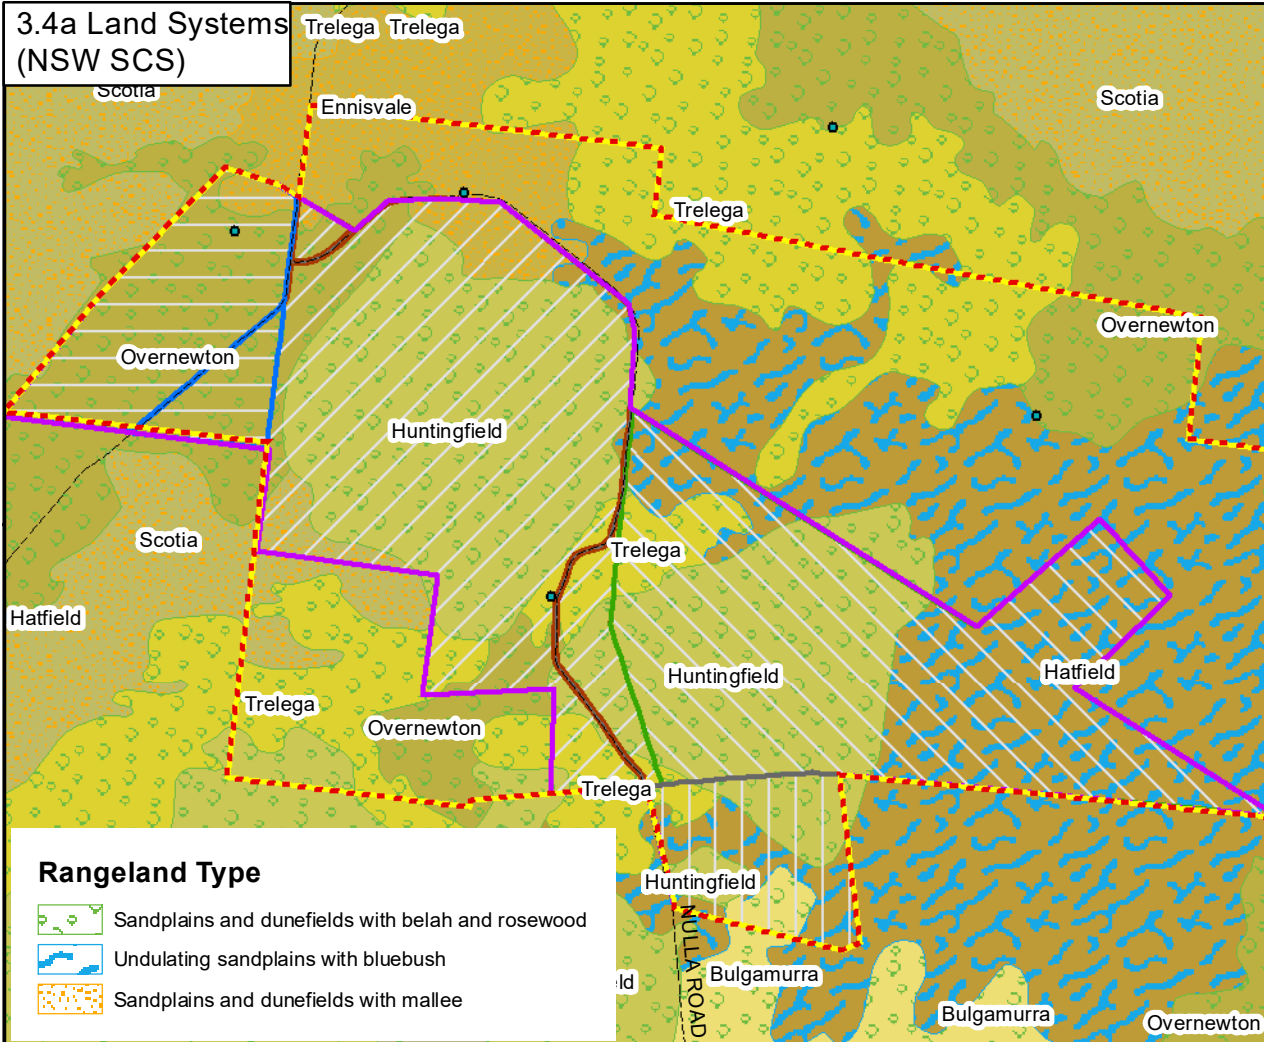 3.4a Land Systems
(NSW SCS)
Trelega Trelega
Scotia
Scotia
Ennisvale
Trelega
Overnewton
Overnewton
Huntingfield
Scotia
Trelega
Hatfield
Huntingfield
Hatfield
Trelega
Overnewton
Trelega
Huntingfield
NULLA ROAD
Bulgamurra
eld
Bulgamurra
Overnewton
Rangeland Type
Sandplains and dunefields with belah and rosewood
Undulating sandplains with bluebush
Sandplains and dunefields with mallee